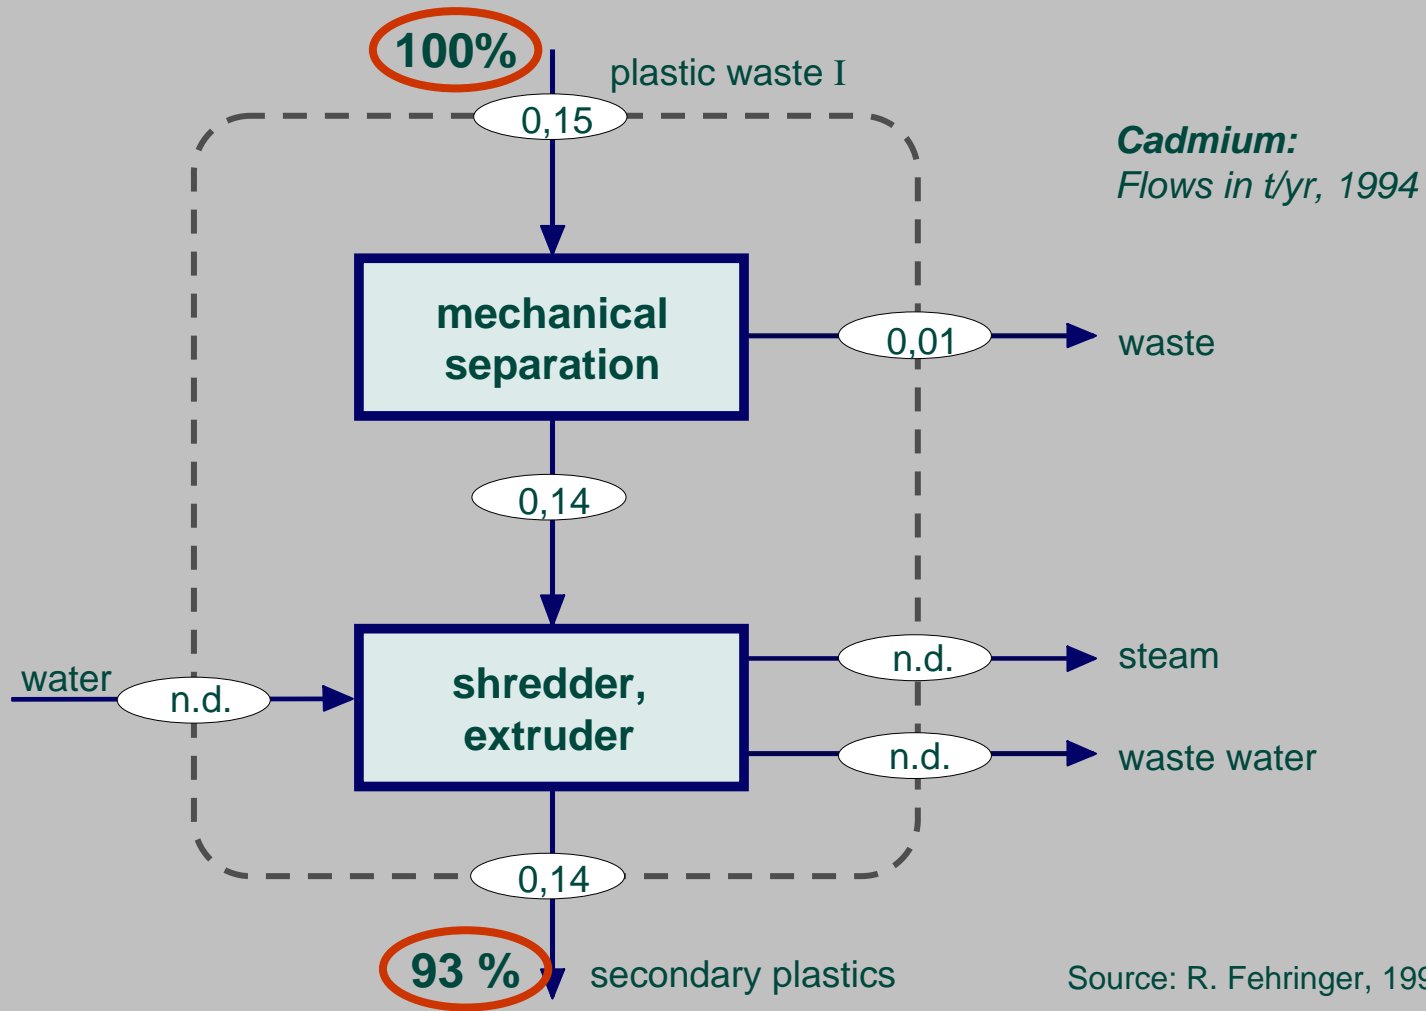 100%
plastic waste I
0,15
Cadmium:
Flows in t/yr, 1994
mechanical
separation
0,01
waste
0,14
water
n.d.
shredder,
extruder
n.d.
steam
n.d.
waste water
0,14
93 %
secondary plastics
Source: R. Fehringer, 199